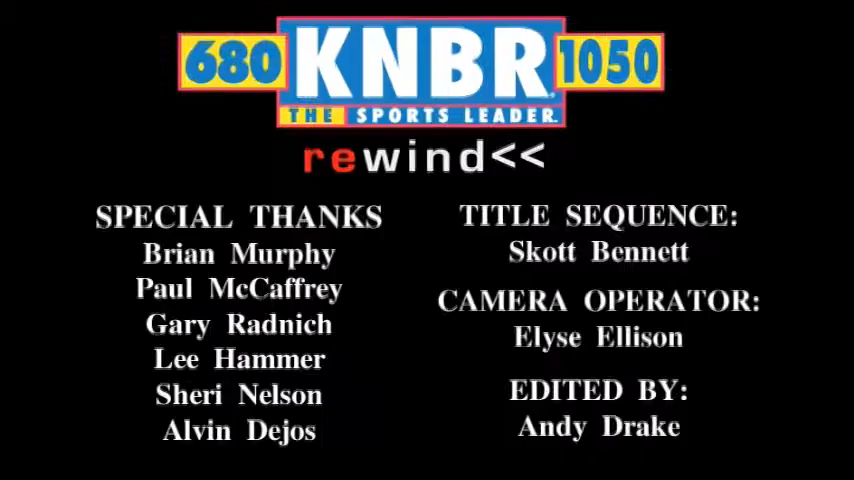 680 KNBR 1050
THE SPORTS LEADER.
rewind<<
SPECIAL THANKS
Brian Murphy
Paul McCaffrey
Gary Radnich
Lee Hammer
Sheri Nelson
Alvin Dejos
TITLE SEQUENCE:
Skott Bennett
CAMERA OPERATOR:
Elyse Ellison
EDITED BY:
Andy Drake